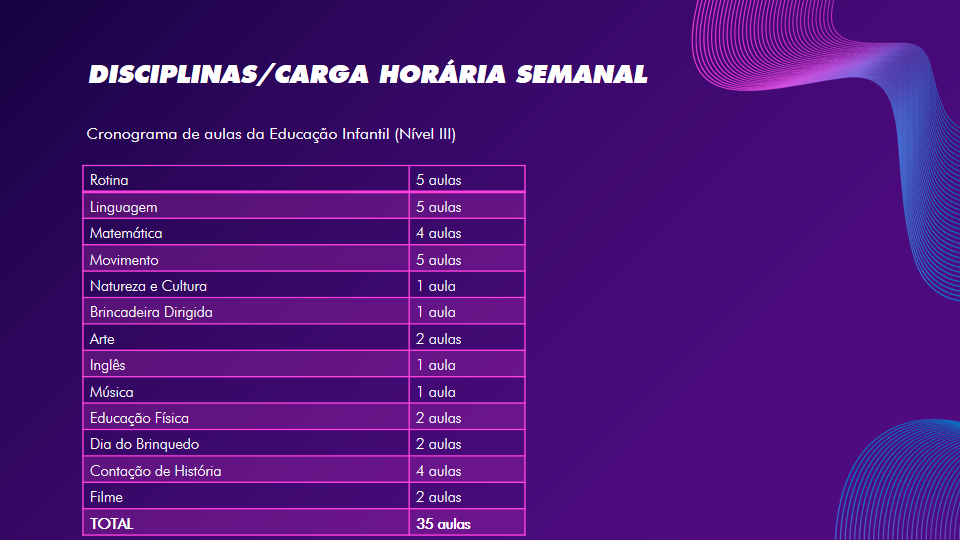 DISCIPLINAS/CARGA HORÁRIA SEMANAL
Cronograma de aulas da Educação Infantil (Nível III)
Rotina 5 aulas
Linguagem 5 aulas
Matemática 4 aulas
Movimento 5 aulas
Natureza e Cultura 1 aula
Brincadeira Dirigida 1 aula
Arte 2 aulas
Inglês 1 aula
Música 1 aula
Educação Física 2 aulas
Dia do Brinquedo 2 aulas
Contação de História 4 aulas
Filme 2 aulas
TOTAL 35 aulas